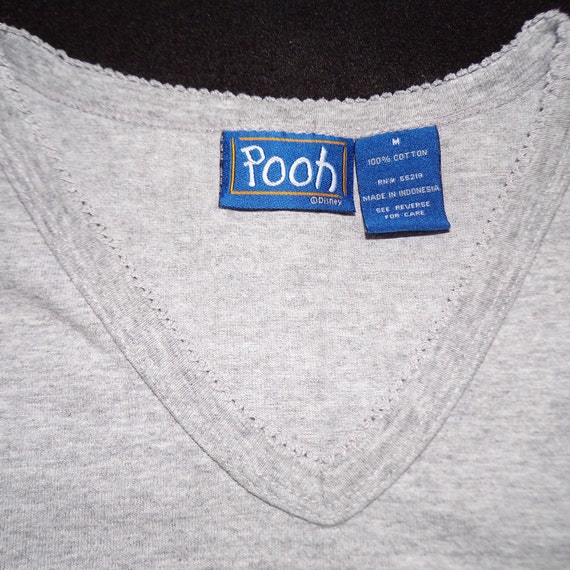 Pooh
©Disney
M
100% COTTON
RN# 55219
MADE IN INDONESIA
SEE REVERSE
FOR CARE